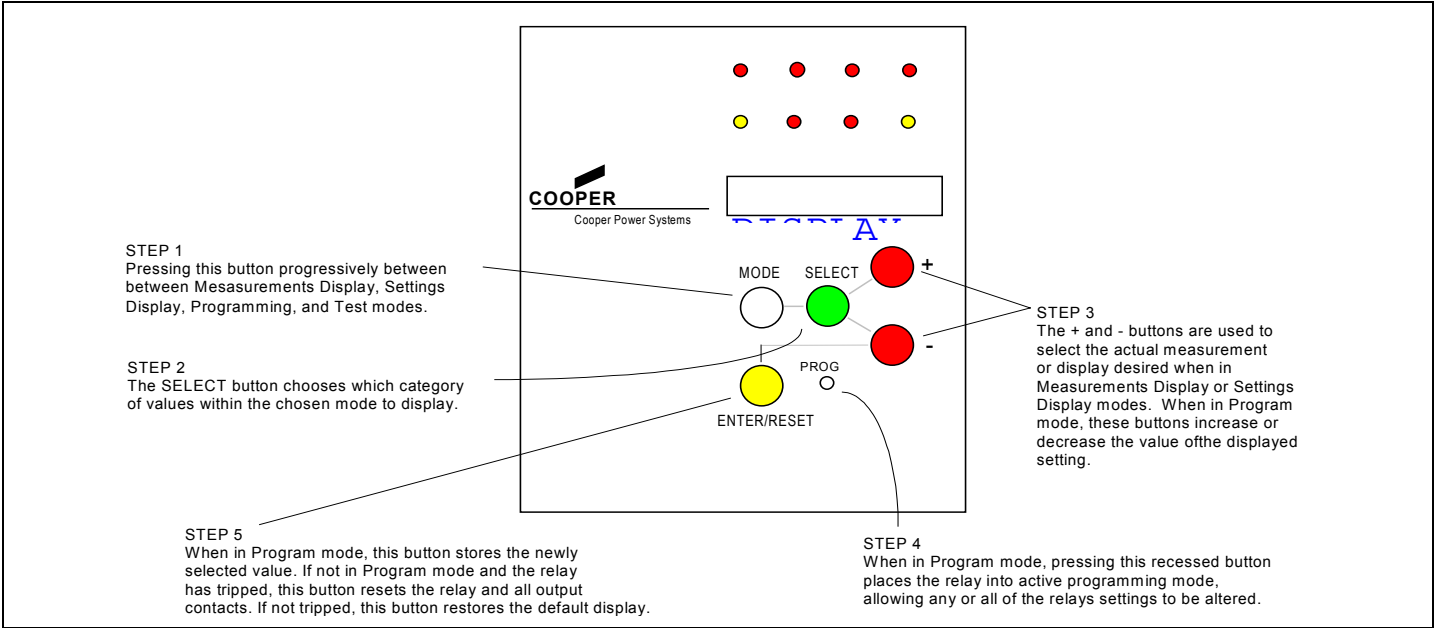 COOPER
Cooper Power Systems
DISPLAY
STEP 1
Pressing this button progressively between
between Mesasurements Display, Settings
Display, Programming, and Test modes.
MODE
SELECT
+
-
STEP 2
The SELECT button chooses which category
of values within the chosen mode to display.
PROG
ENTER/RESET
STEP 3
The + and - buttons are used to
select the actual measurement
or display desired when in
Measurements Display or Settings
Display modes. When in Program
mode, these buttons increase or
decrease the value ofthe displayed
setting.
STEP 5
When in Program mode, this button stores the newly
selected value. If not in Program mode and the relay
has tripped, this button resets the relay and all output
contacts. If not tripped, this button restores the default display.
STEP 4
When in Program mode, pressing this recessed button
places the relay into active programming mode,
allowing any or all of the relays settings to be altered.